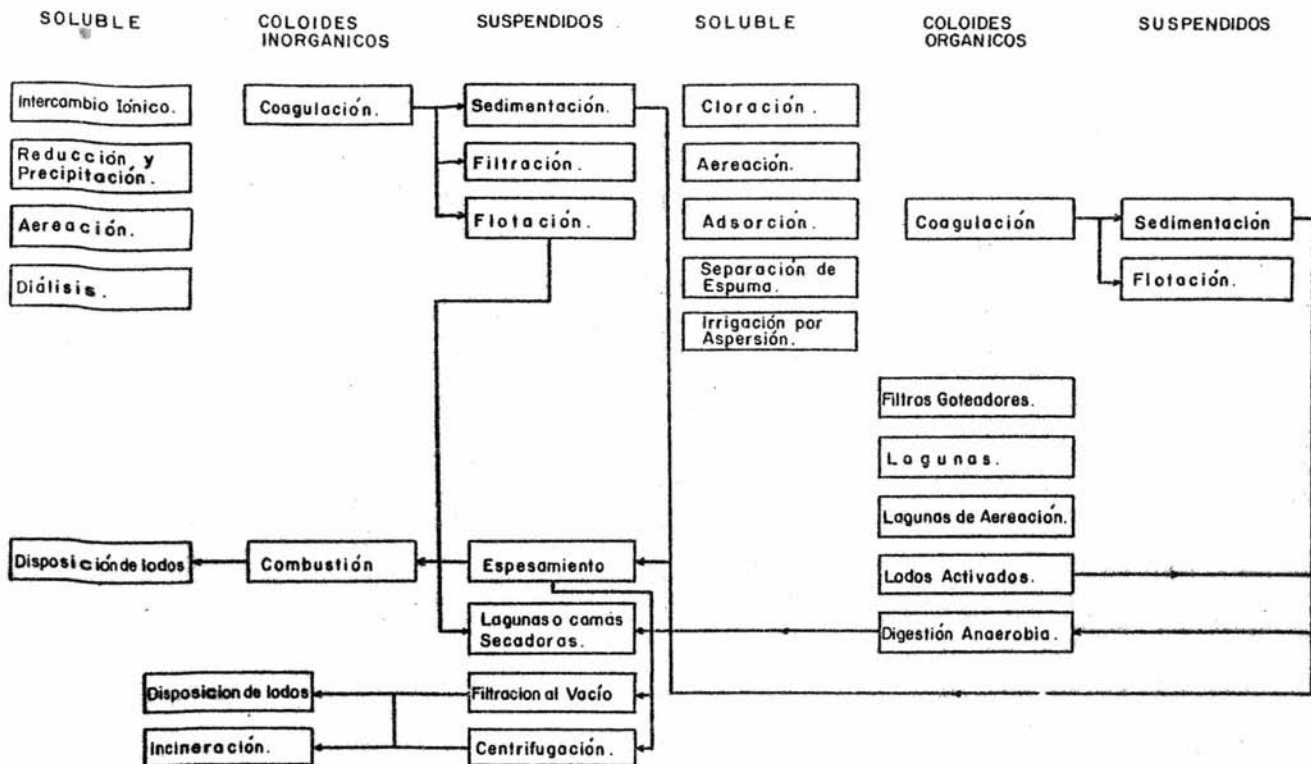 SOLUBLE
COLOIDES
INORGANICOS
SUSPENDIDOS
SOLUBLE
COLOIDES
ORGANICOS
SUSPENDIDOS
Intercambio Iónico.
Reducción y
Precipitación.
Aereación.
Diálisis.
Coagulación.
Sedimentación.
Filtración.
Flotación.
Cloración.
Aereación.
Adsorción.
Separación de
Espuma.
Irrigación por
Aspersión.
Coagulación
Sedimentación
Flotación.
Filtros Goteadores.
Lagunas.
Lagunas de Aereación.
Lodos Activados.
Digestión Anaerobia.
Disposición de lodos
Combustión
Espesamiento
Lagunas o camas
Secadoras.
Disposicion de lodos
Filtracion al Vacío
Incineración.
Centrifugación.